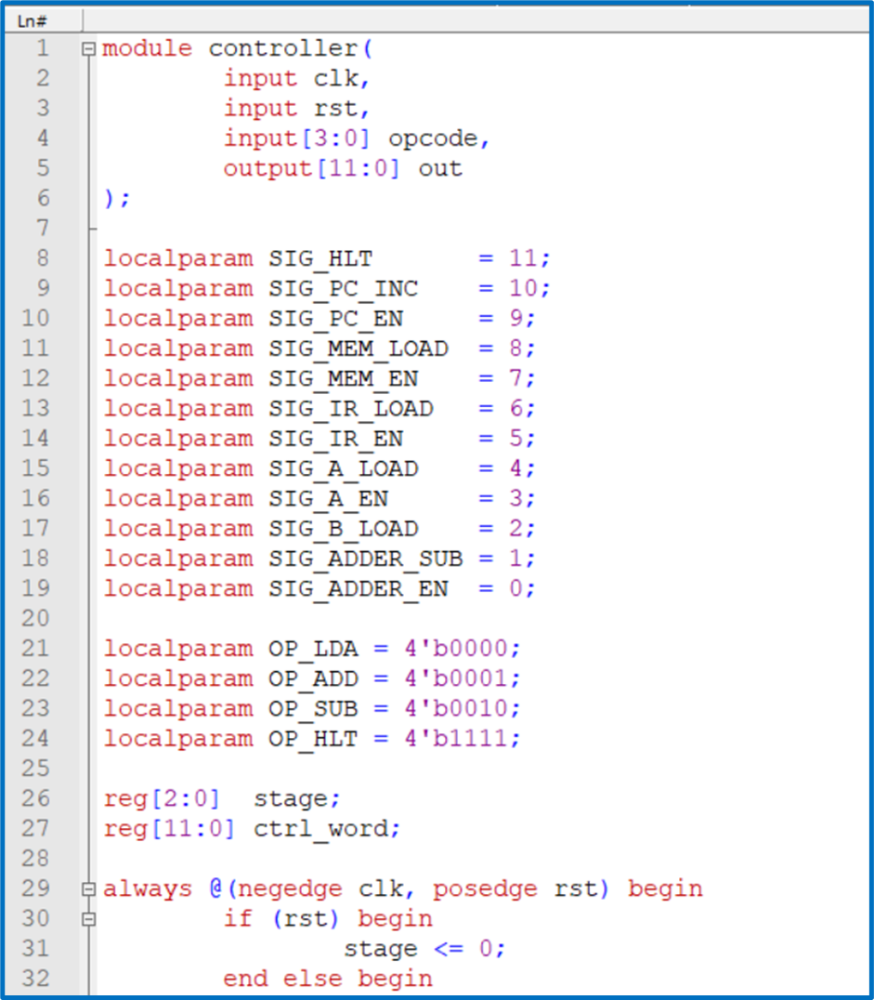 Ln#
1 module controller(
2 input clk,
3 input rst,
4 input[3:0] opcode,
5 output[11:0] out
6 );
7
8 localparam SIG_HLT = 11;
9 localparam SIG_PC_INC = 10;
10 localparam SIG_PC_EN = 9;
11 localparam SIG_MEM_LOAD = 8;
12 localparam SIG_MEM_EN = 7;
13 localparam SIG_IR_LOAD = 6;
14 localparam SIG_IR_EN = 5;
15 localparam SIG_A_LOAD = 4;
16 localparam SIG_A_EN = 3;
17 localparam SIG_B_LOAD = 2;
18 localparam SIG_ADDER_SUB = 1;
19 localparam SIG_ADDER_EN = 0;
20
21 localparam OP_LDA = 4'b0000;
22 localparam OP_ADD = 4'b0001;
23 localparam OP_SUB = 4'b0010;
24 localparam OP_HLT = 4'b1111;
25
26 reg[2:0] stage;
27 reg[11:0] ctrl_word;
28
29 always @(negedge clk, posedge rst) begin
30 if (rst) begin
31 stage <= 0;
32 end else begin